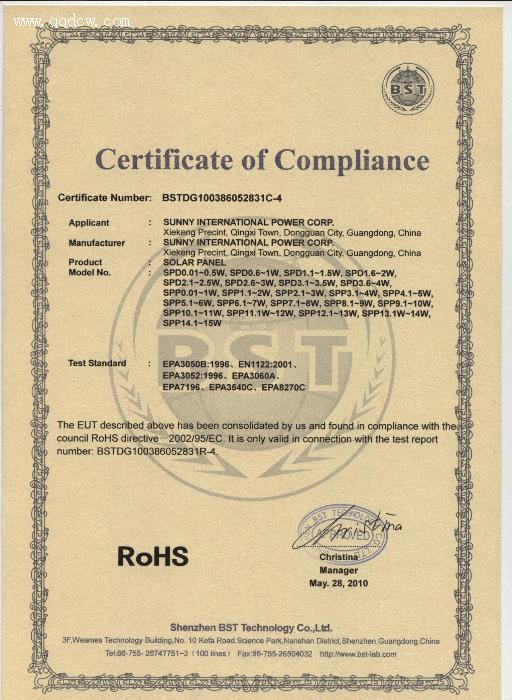 www.qqdcw.com
BST
Certificate of Compliance
Certificate Number: BSTDG100386052831C-4
Applicant : SUNNY INTERNATIONAL POWER CORP.
Xiekeng Precint, Qingxi Town, Dongguan City, Guangdong, China
Manufacturer : SUNNY INTERNATIONAL POWER CORP.
Xiekeng Precint, Qingxi Town, Dongguan City, Guangdong, China
Product : SOLAR PANEL
Model No. : SPD0.01~0.5W, SPD0.6~1W, SPD1.1~1.5W, SPD1.6~2W,
SPD2.1~2.5W, SPD2.6~3W, SPD3.1~3.5W, SPD3.6~4W,
SPP0.01~1W, SPP1.1~2W, SPP2.1~3W, SPP3.1~4W, SPP4.1~5W,
SPP5.1~6W, SPP6.1~7W, SPP7.1~8W, SPP8.1~9W, SPP9.1~10W,
SPP10.1~11W, SPP11.1W~12W, SPP12.1~13W, SPP13.1W~14W,
SPP14.1~15W
BST
Test Standard : EPA3050B:1996、EN1122:2001、
EPA3052:1996、EPA3060A、
EPA7196、EPA3540C、EPA8270C
The EUT described above has been consolidated by us and found in compliance with the
council RoHS directive 2002/95/EC. It is only valid in connection with the test report
number: BSTDG100386052831R-4.
APPROVED
RoHS
Christina
Manager
May. 28, 2010
Shenzhen BST Technology Co.,Ltd.
3F,Weames Technology Building,No. 10 Kefa Road,Science Park,Nanshan District,Shenzhen,Guangdong,China
Tel:86-755- 26747751~3 (100 lines) Fax:86-755-26504032 http://www.bst-lab.com